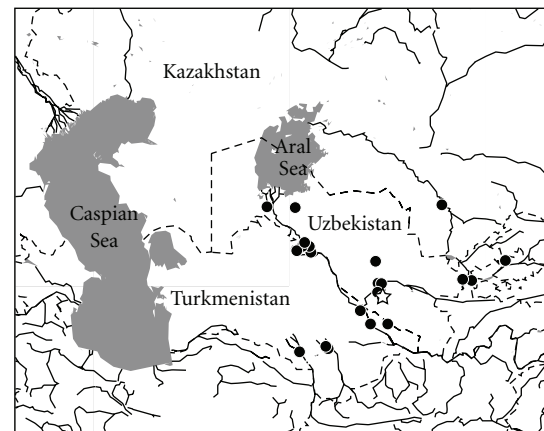 Kazakhstan
Aral
Sea
Caspian
Sea
Uzbekistan
Turkmenistan